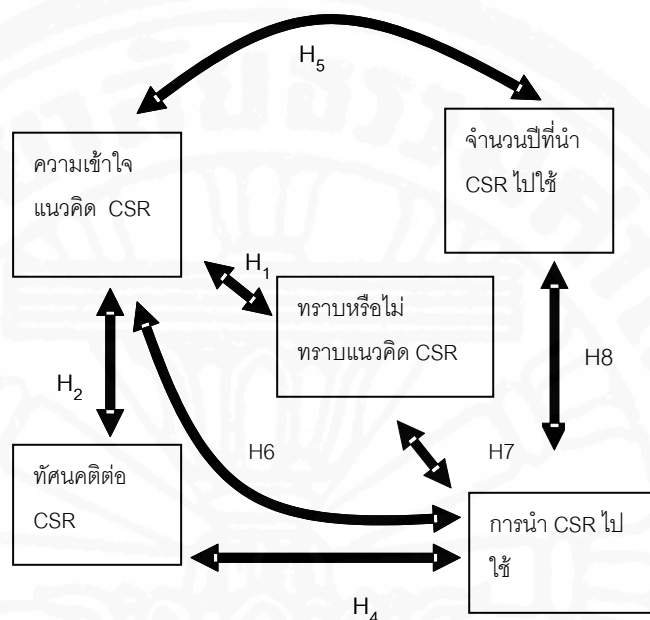 H5
ความเข้าใจ
แนวคิด CSR
จำนวนปีที่นำ
CSR ไปใช้
H1
ทราบหรือไม่
ทราบแนวคิด CSR
H2
H8
H6
H7
ทัศนคติต่อ
CSR
การนำ CSR ไป
ใช้
H4